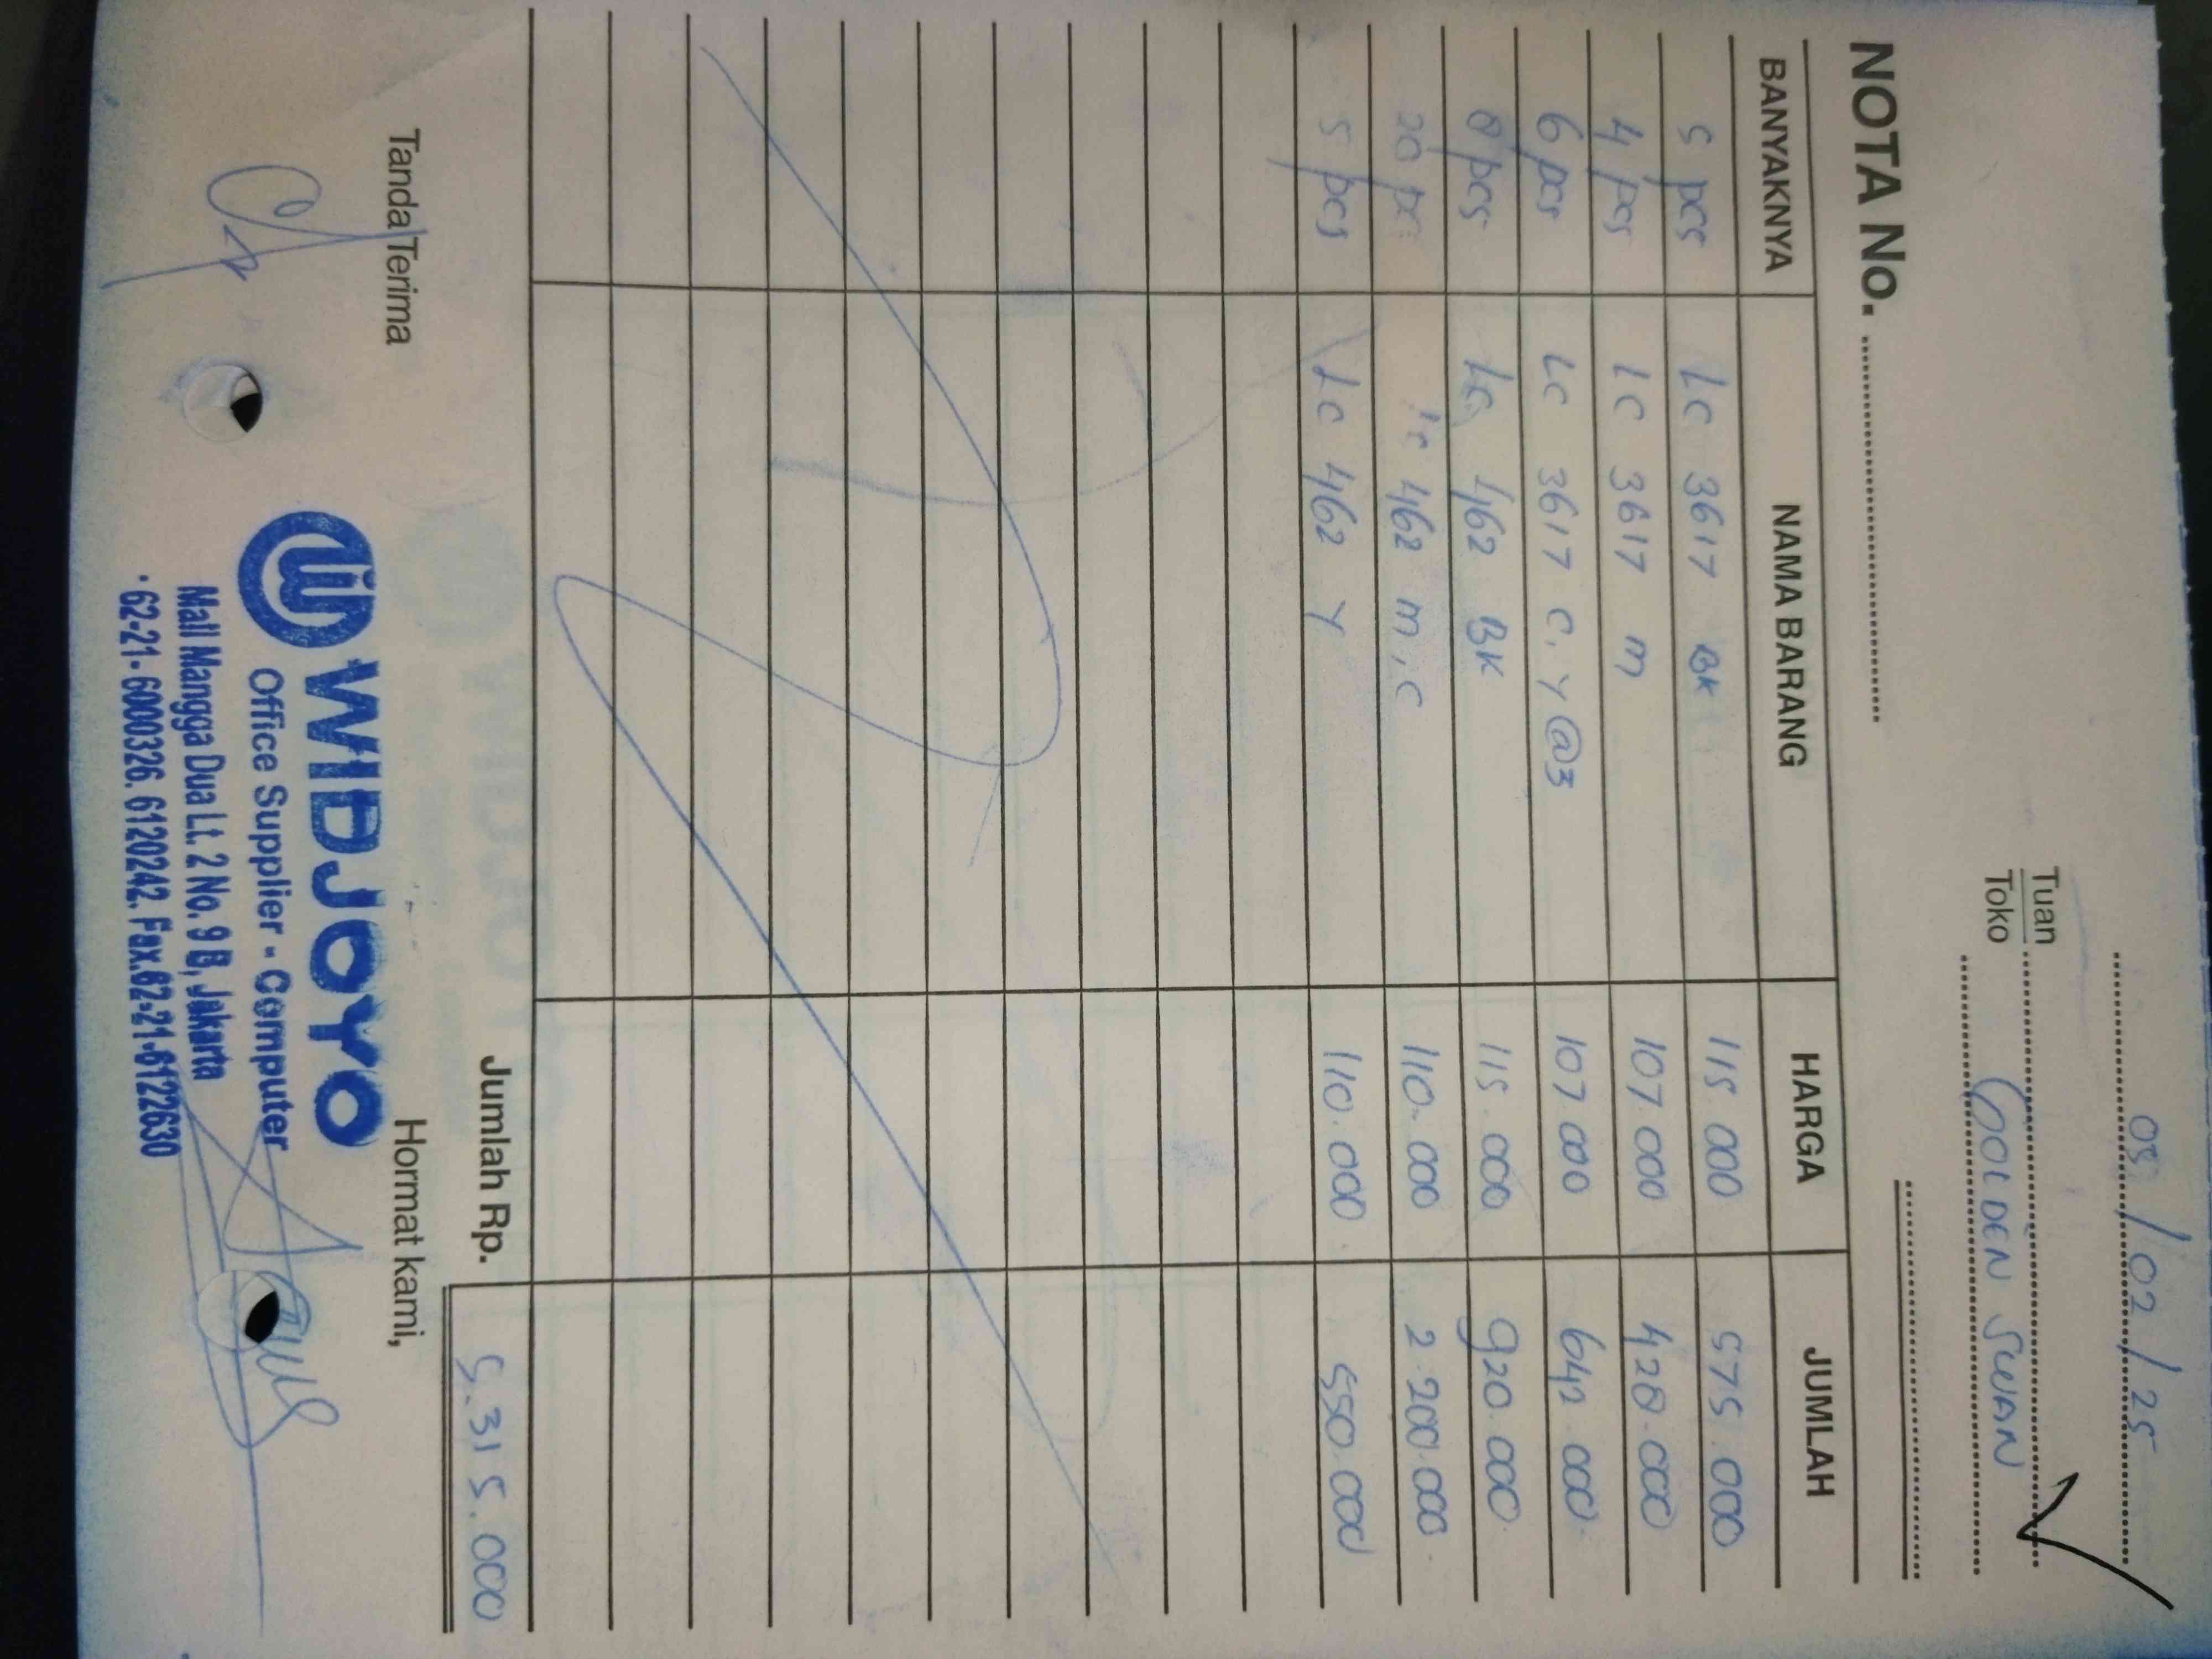 05/02/25
Tuan
Toko GOLDEN SWAN
NOTA No.
BANYAKNYA NAMA BARANG HARGA JUMLAH
5 pcs LC 3617 BK 115.000 575.000
4 pcs LC 3617 M 107.000 428.000
6 pcs LC 3617 C, Y @3 107.000 642.000
8 pcs LC 462 BK 115.000 920.000
20 pc LC 462 M, C 110.000 2.200.000
5 pcs LC 462 Y 110.000 550.000
Jumlah Rp. 5.315.000
Tanda Terima Hormat kami,
WIDJOYO
Office Supplier - Computer
Mall Mangga Dua Lt. 2 No. 9 B, Jakarta
62-21-6000326. 6120242. Fax.62-21-6122630